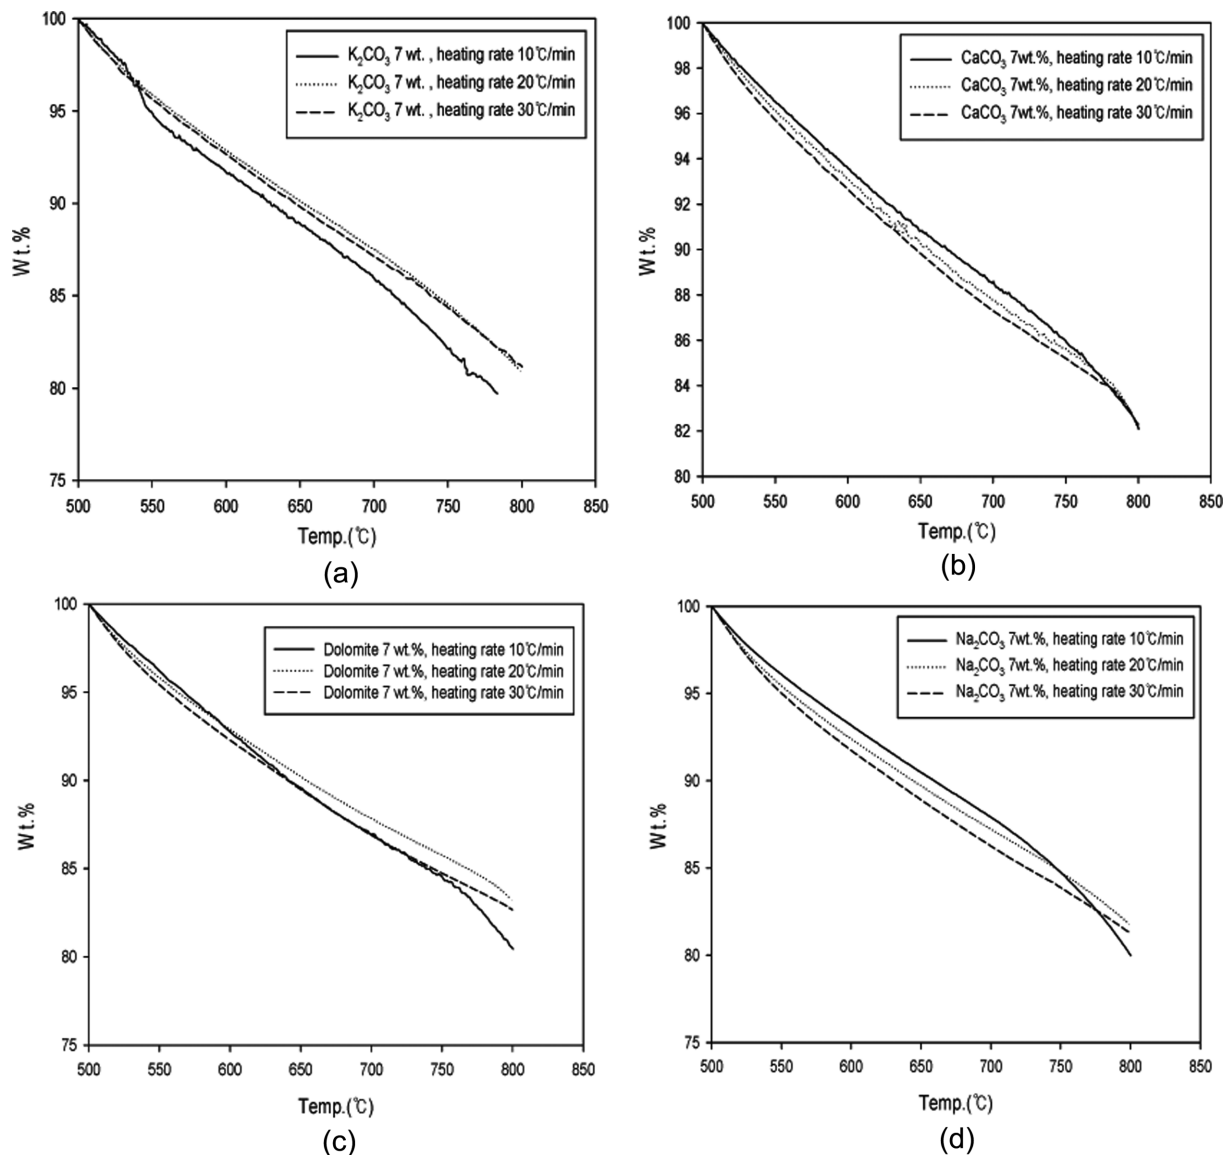 100
95
90
85
80
75
Wt.%
K₂CO₃ 7 wt. , heating rate 10℃/min
K₂CO₃ 7 wt. , heating rate 20℃/min
K₂CO₃ 7 wt. , heating rate 30℃/min
500 550 600 650 700 750 800 850
Temp.(℃)
(a)
100
98
96
94
92
90
88
86
84
82
80
Wt.%
CaCO₃ 7wt.%, heating rate 10℃/min
CaCO₃ 7wt.%, heating rate 20℃/min
CaCO₃ 7wt.%, heating rate 30℃/min
500 550 600 650 700 750 800 850
Temp.(℃)
(b)
100
95
90
85
80
75
Wt.%
Dolomite 7 wt.%, heating rate 10℃/min
Dolomite 7 wt.%, heating rate 20℃/min
Dolomite 7 wt.%, heating rate 30℃/min
500 550 600 650 700 750 800 850
Temp.(℃)
(c)
100
95
90
85
80
75
Wt.%
Na₂CO₃ 7wt.%, heating rate 10℃/min
Na₂CO₃ 7wt.%, heating rate 20℃/min
Na₂CO₃ 7wt.%, heating rate 30℃/min
500 550 600 650 700 750 800 850
Temp.(℃)
(d)